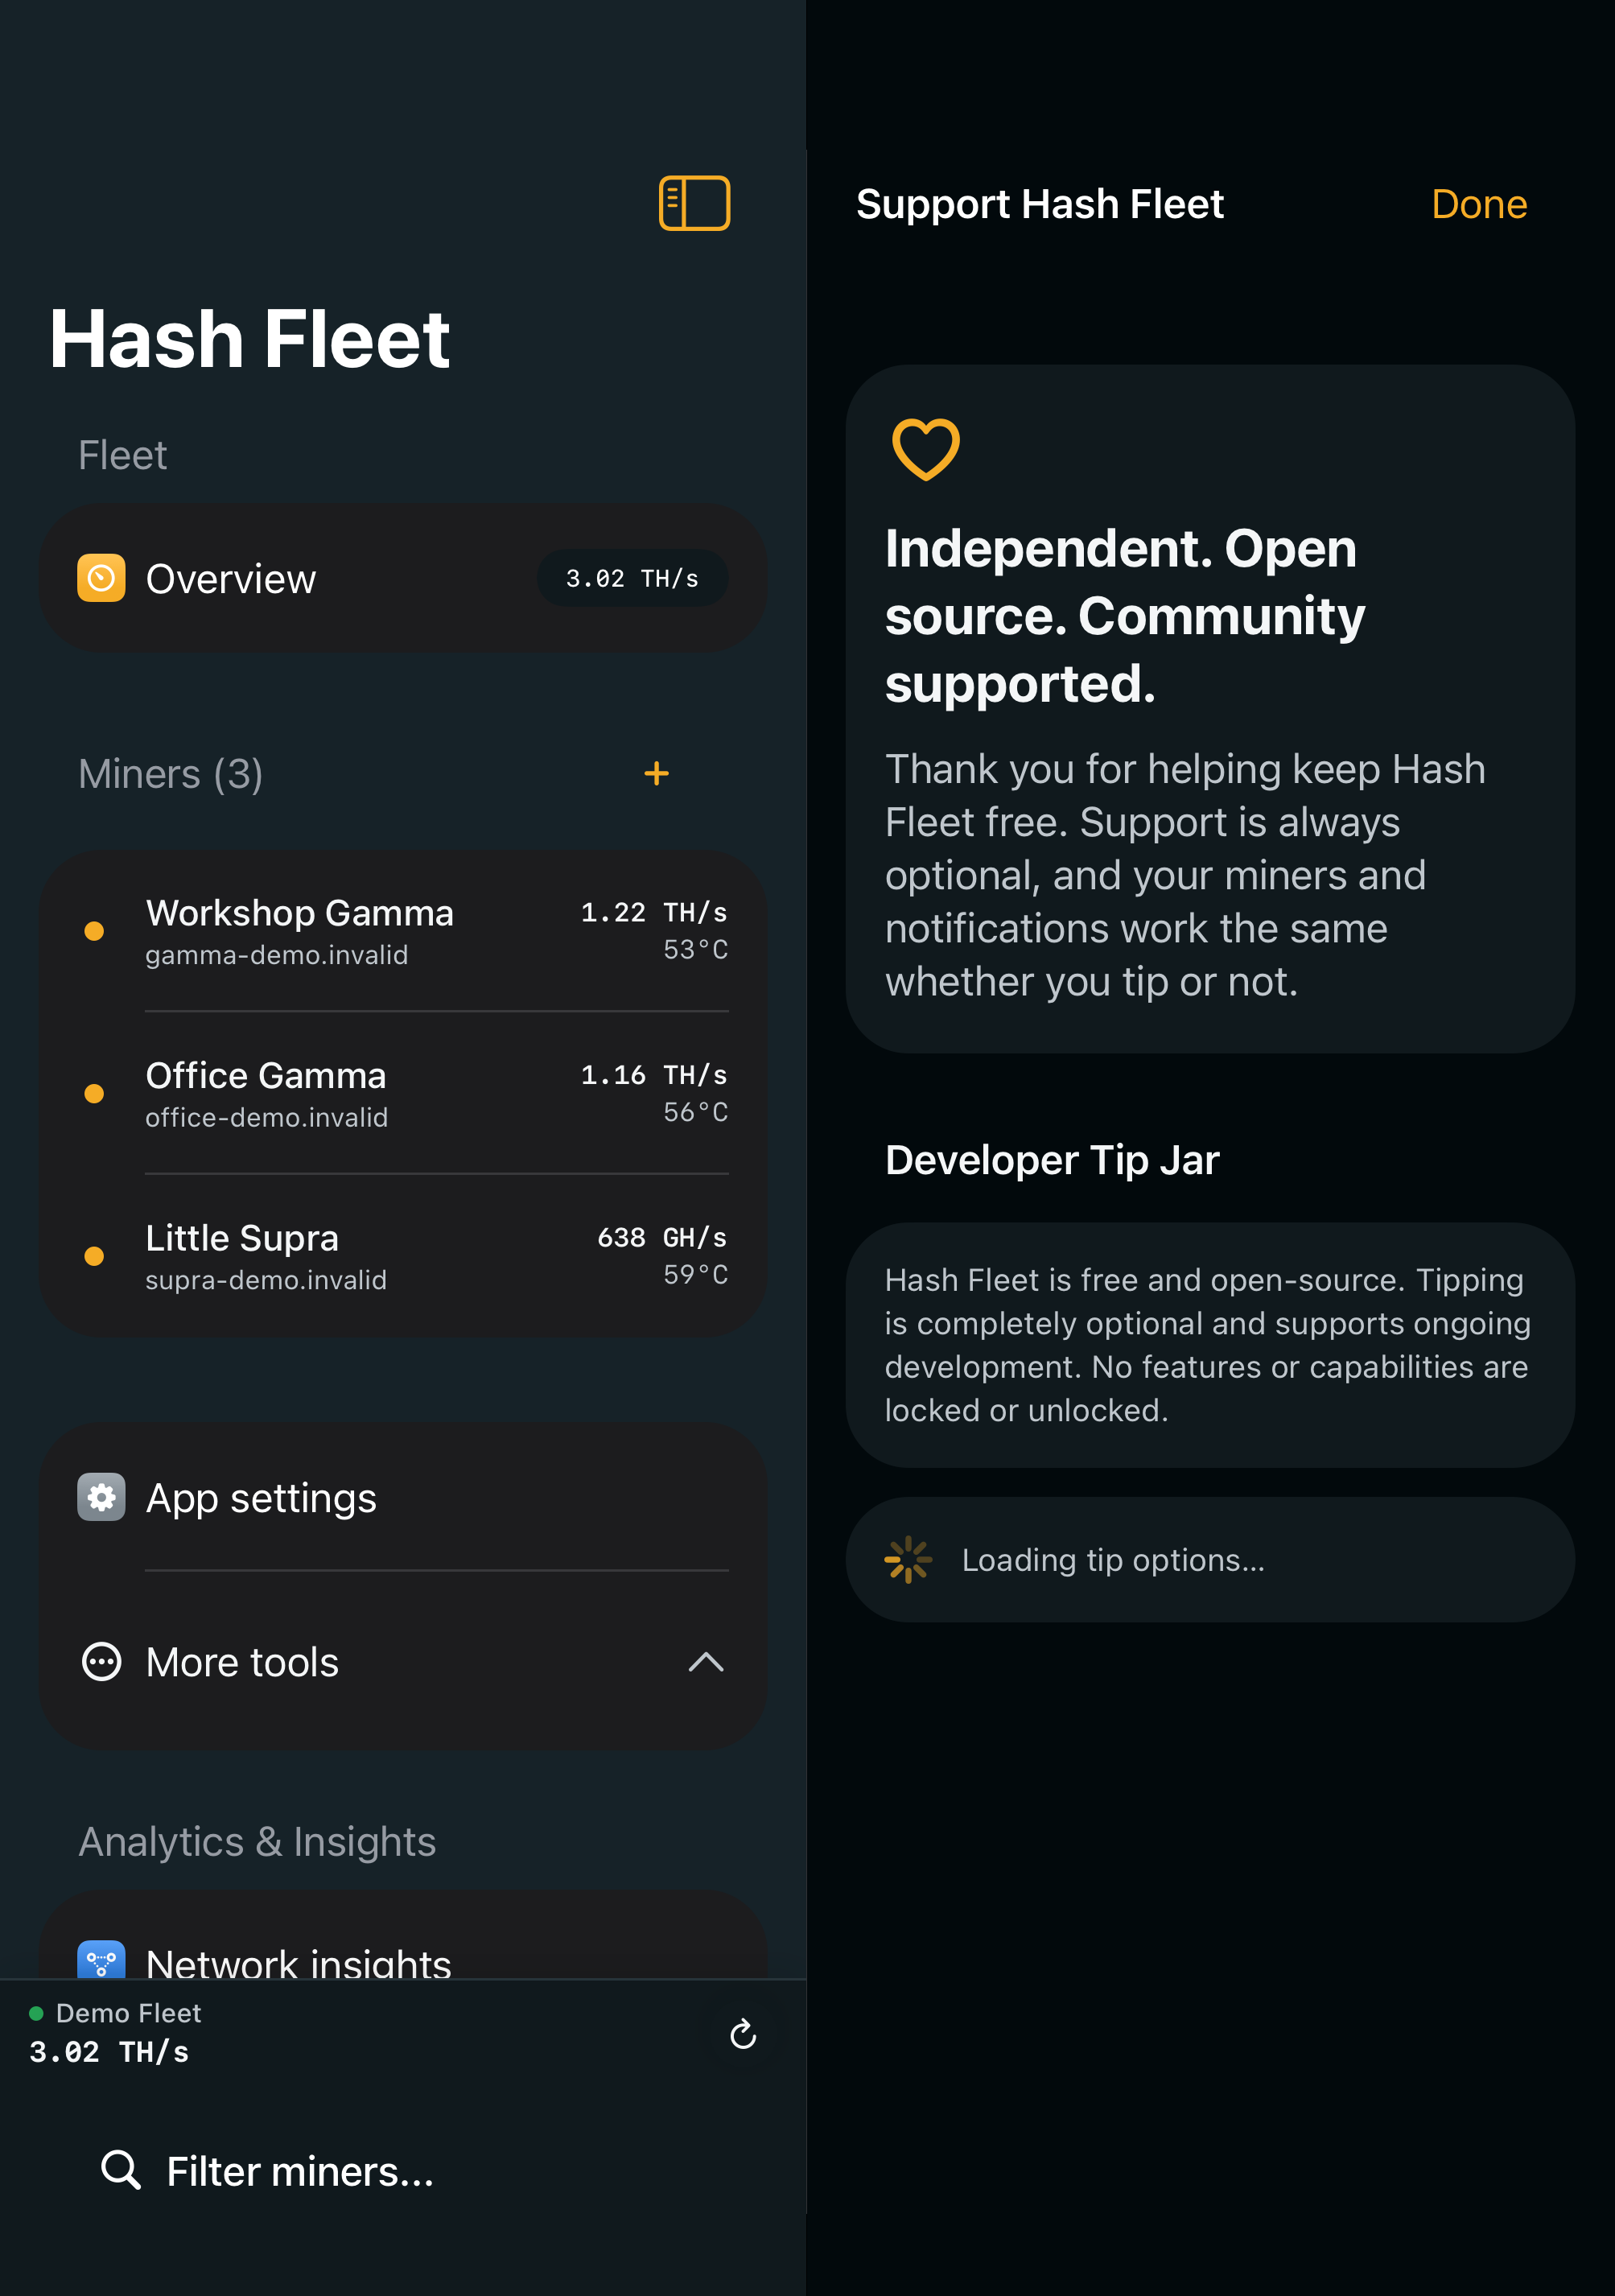 Hash Fleet
Fleet
Overview
3.02 TH/s
Miners (3)
+
Workshop Gamma
1.22 TH/s
gamma-demo.invalid
53°C
Office Gamma
1.16 TH/s
office-demo.invalid
56°C
Little Supra
638 GH/s
supra-demo.invalid
59°C
App settings
More tools
Analytics & Insights
Network insights
Demo Fleet
3.02 TH/s
Filter miners...
Support Hash Fleet
Done
Independent. Open
source. Community
supported.
Thank you for helping keep Hash
Fleet free. Support is always
optional, and your miners and
notifications work the same
whether you tip or not.
Developer Tip Jar
Hash Fleet is free and open-source. Tipping
is completely optional and supports ongoing
development. No features or capabilities are
locked or unlocked.
Loading tip options...